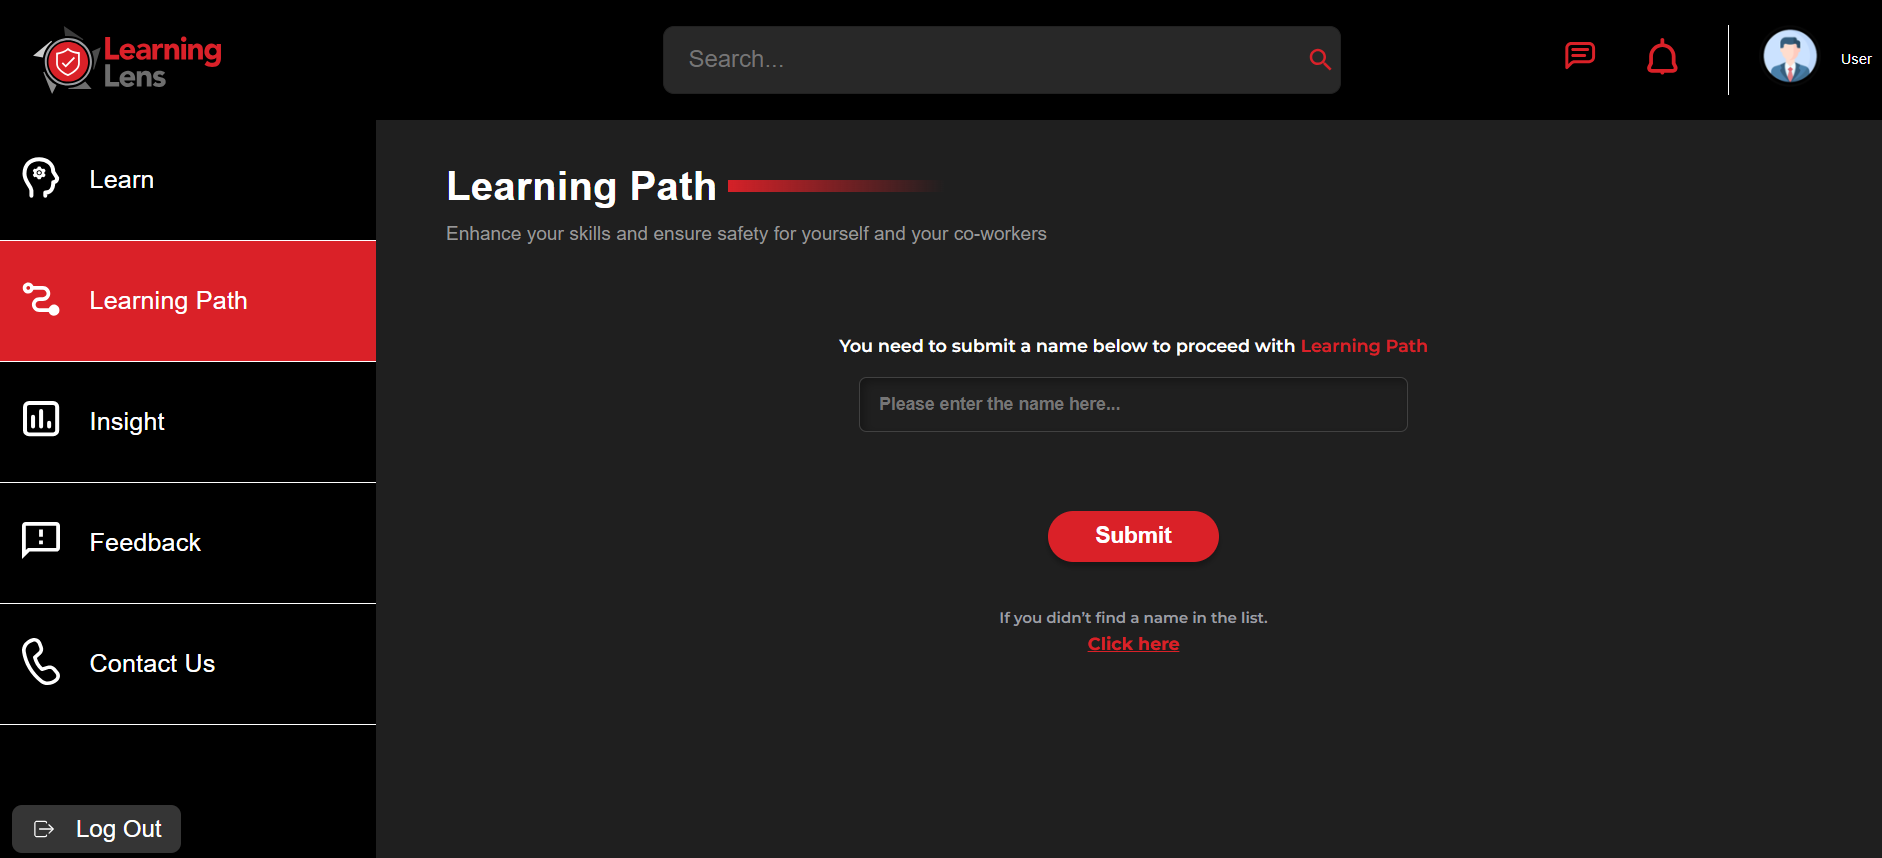 Learning
Lens
Search...
User
Learn
Learning Path
Insight
Feedback
Contact Us
Log Out
Learning Path
Enhance your skills and ensure safety for yourself and your co-workers
You need to submit a name below to proceed with Learning Path
Please enter the name here...
Submit
If you didn't find a name in the list.
Click here